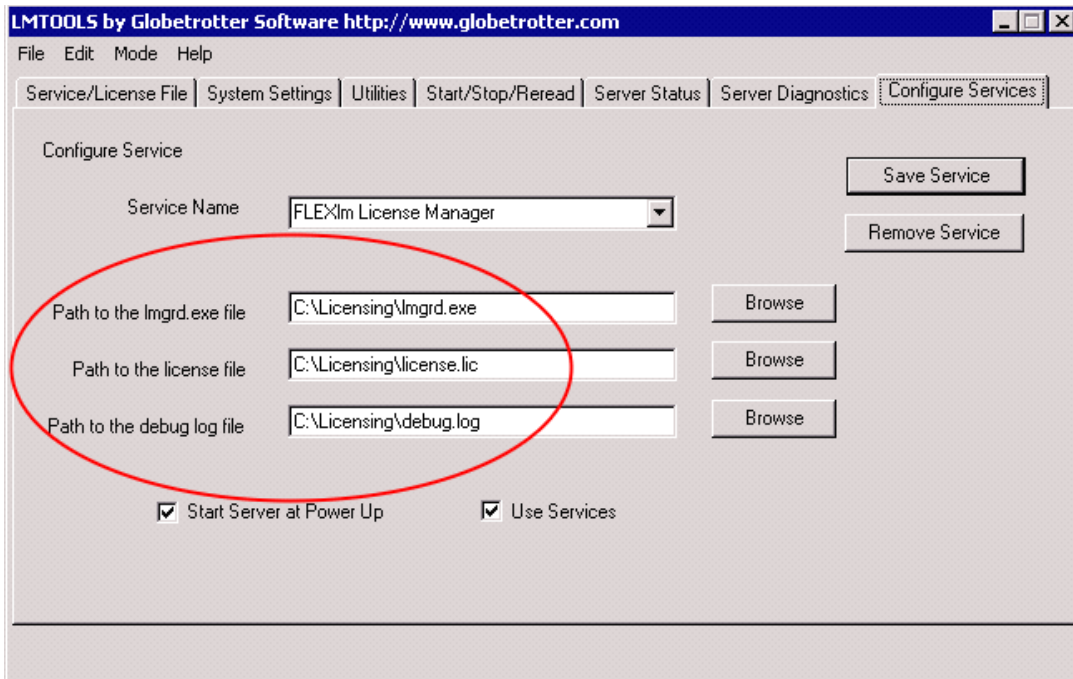 LMTOOLS by Globetrotter Software http://www.globetrotter.com
File Edit Mode Help
Service/License File System Settings Utilities Start/Stop/Reread Server Status Server Diagnostics Configure Services
Configure Service
Save Service
Service Name FLEXlm License Manager
Remove Service
Path to the lmgrd.exe file C:\Licensing\lmgrd.exe Browse
Path to the license file C:\Licensing\license.lic Browse
Path to the debug log file C:\Licensing\debug.log Browse
Start Server at Power Up Use Services